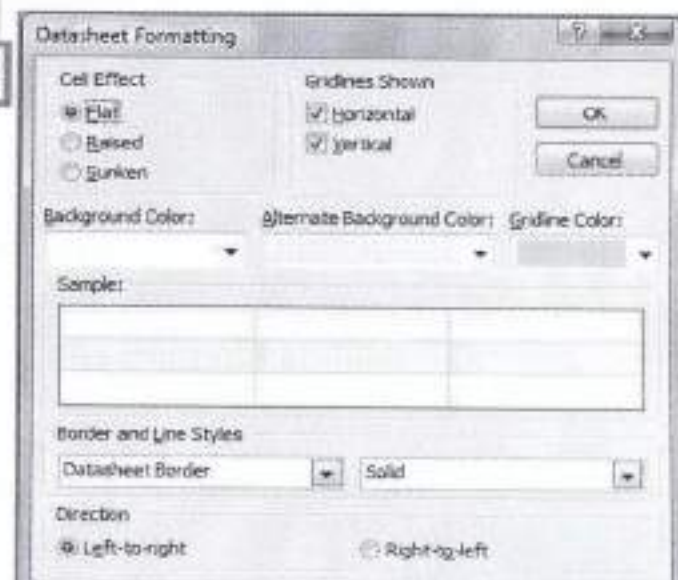 Datasheet Formatting
Cell Effect
Gridlines Shown
Flat
Horizontal
OK
Raised
Vertical
Cancel
Sunken
Background Color:
Alternate Background Color:
Gridline Color:
Sample:
Border and Line Styles
Datasheet Border
Solid
Direction
Left-to-right
Right-to-left